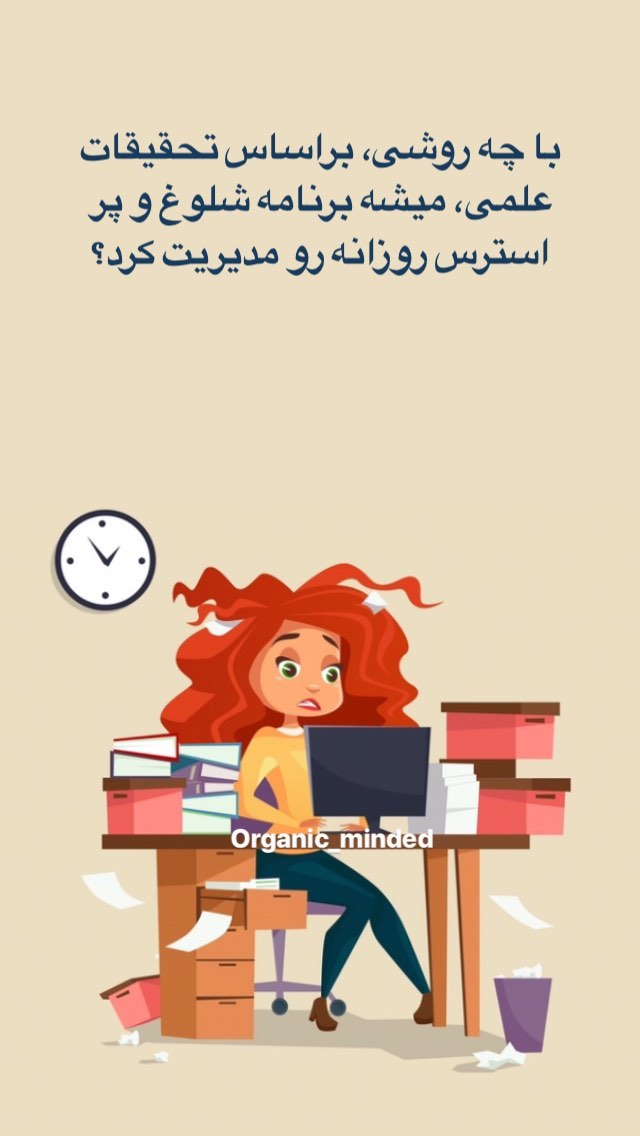 با چه روشی، براساس تحقیقات
علمی، میشه برنامه شلوغ و پر
استرس روزانه رو مدیریت کرد؟
Organic_minded